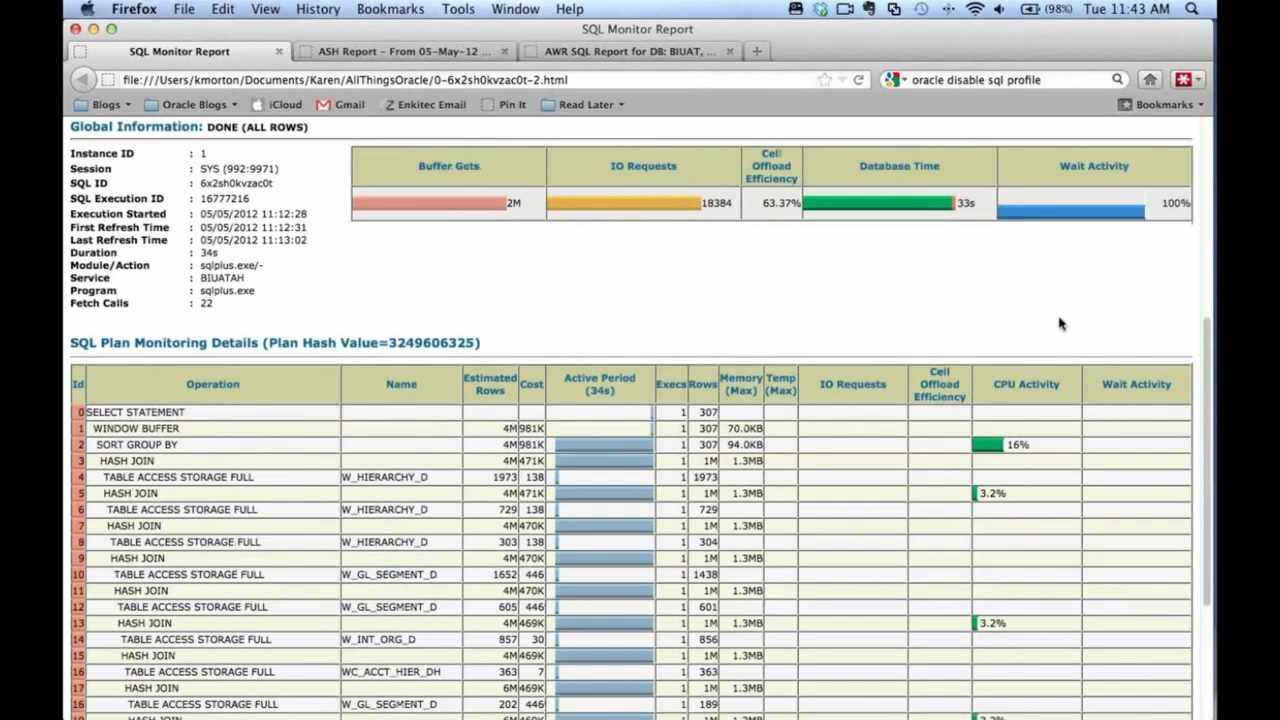 Firefox File Edit View History Bookmarks Tools Window Help (98%) Tue 11:43 AM
SQL Monitor Report
SQL Monitor Report ASH Report - From 05-May-12 ... AWR SQL Report for DB: BIUAT, ...
file:///Users/kmorton/Documents/Karen/AllThingsOracle/0-6x2sh0kvzac0t-2.html oracle disable sql profile
Blogs Oracle Blogs iCloud Gmail Enkitec Email Pin It Read Later Bookmarks
Global Information: DONE (ALL ROWS)
Instance ID : 1
Session : SYS (992:9971)
SQL ID : 6x2sh0kvzac0t
SQL Execution ID : 16777216
Execution Started : 05/05/2012 11:12:28
First Refresh Time : 05/05/2012 11:12:31
Last Refresh Time : 05/05/2012 11:13:02
Duration : 34s
Module/Action : sqlplus.exe/-
Service : BIUATAH
Program : sqlplus.exe
Fetch Calls : 22
Buffer Gets IO Requests Cell Offload Efficiency Database Time Wait Activity
2M 18384 63.37% 33s 100%
SQL Plan Monitoring Details (Plan Hash Value=3249606325)
Id Operation Name Estimated Rows Cost Active Period (34s) Execs Rows Memory (Max) Temp (Max) IO Requests Cell Offload Efficiency CPU Activity Wait Activity
0 SELECT STATEMENT 1 307
1 WINDOW BUFFER 4M 981K 1 307 70.0KB
2 SORT GROUP BY 4M 981K 1 307 94.0KB 16%
3 HASH JOIN 4M 471K 1 1M 1.3MB
4 TABLE ACCESS STORAGE FULL W_HIERARCHY_D 1973 138 1 1973
5 HASH JOIN 4M 471K 1 1M 1.3MB 3.2%
6 TABLE ACCESS STORAGE FULL W_HIERARCHY_D 729 138 1 729
7 HASH JOIN 4M 470K 1 1M 1.3MB
8 TABLE ACCESS STORAGE FULL W_HIERARCHY_D 303 138 1 304
9 HASH JOIN 4M 470K 1 1M 1.3MB
10 TABLE ACCESS STORAGE FULL W_GL_SEGMENT_D 1652 446 1 1438
11 HASH JOIN 4M 470K 1 1M 1.3MB
12 TABLE ACCESS STORAGE FULL W_GL_SEGMENT_D 605 446 1 601
13 HASH JOIN 4M 469K 1 1M 1.3MB 3.2%
14 TABLE ACCESS STORAGE FULL W_INT_ORG_D 857 30 1 856
15 HASH JOIN 4M 469K 1 1M 1.3MB
16 TABLE ACCESS STORAGE FULL WC_ACCT_HIER_DH 363 7 1 363
17 HASH JOIN 6M 469K 1 1M 1.3MB
18 TABLE ACCESS STORAGE FULL W_GL_SEGMENT_D 202 446 1 189